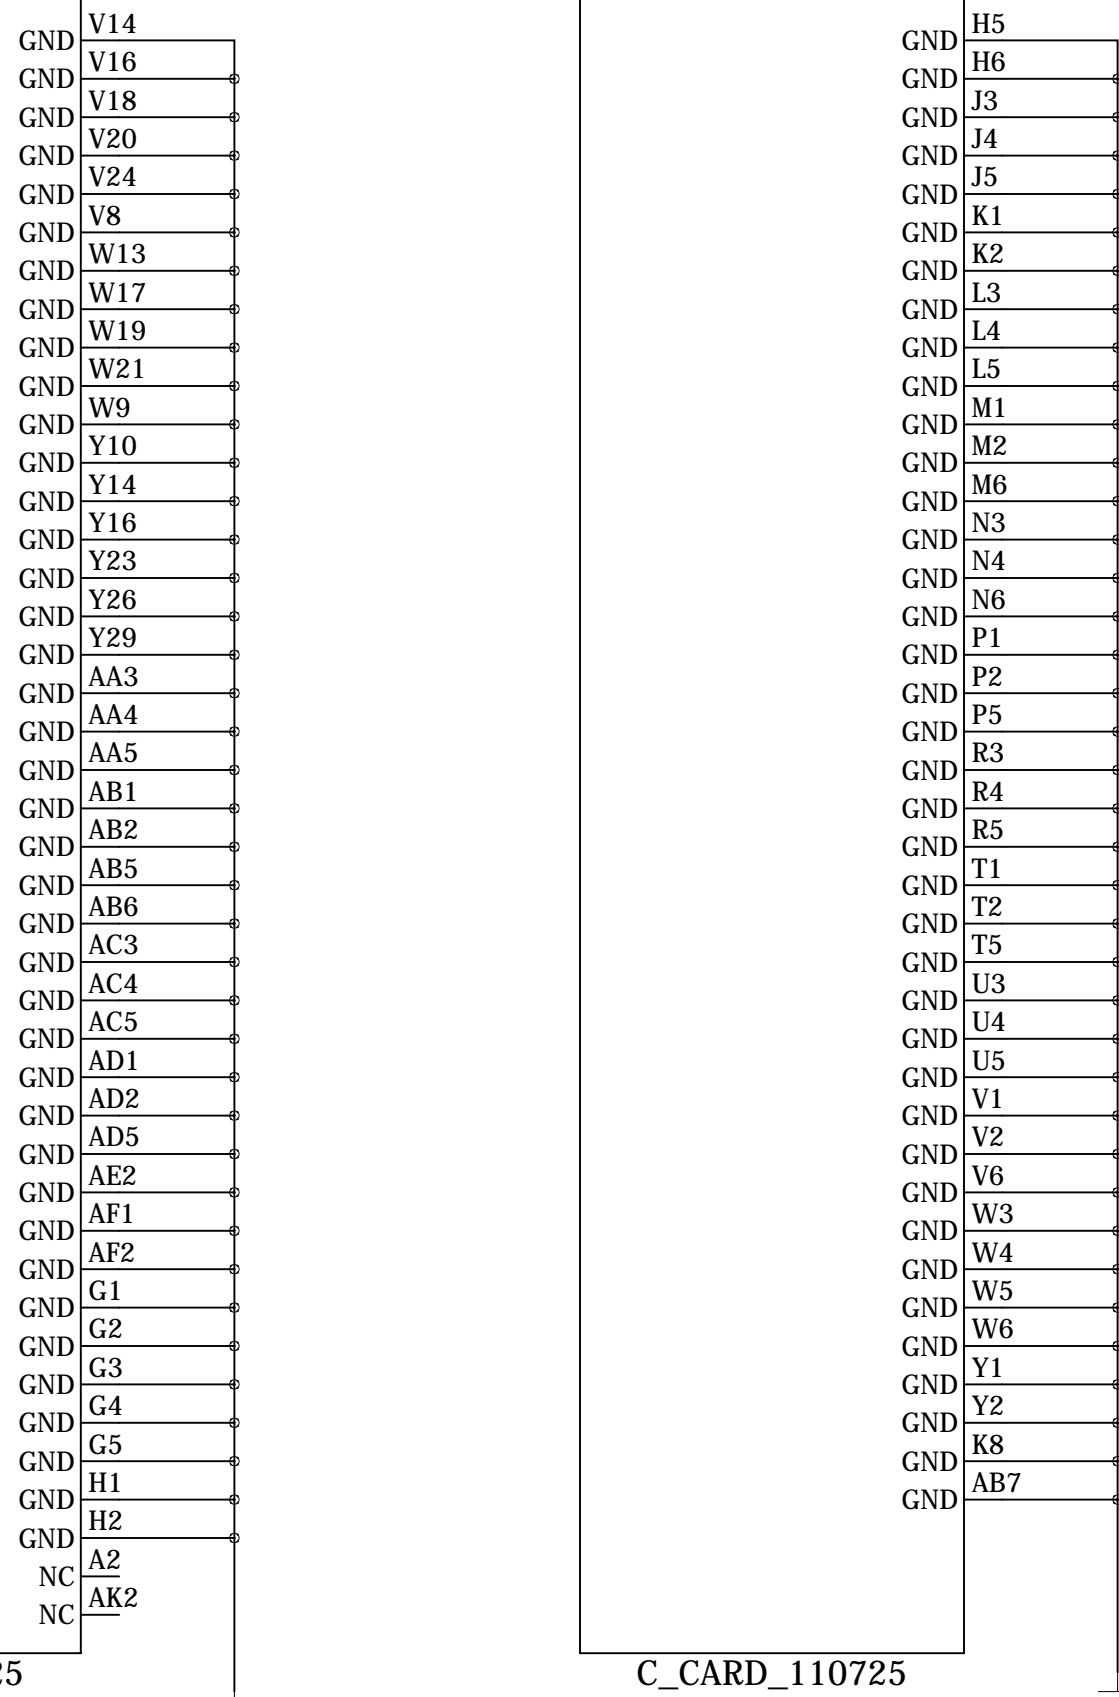 V14
GND
V16
GND
V18
GND
V20
GND
V24
GND
V8
GND
W13
GND
W17
GND
W19
GND
W21
GND
W9
GND
Y10
GND
Y14
GND
Y16
GND
Y23
GND
Y26
GND
Y29
GND
AA3
GND
AA4
GND
AA5
GND
AB1
GND
AB2
GND
AB5
GND
AB6
GND
AC3
GND
AC4
GND
AC5
GND
AD1
GND
AD2
GND
AD5
GND
AE2
GND
AF1
GND
AF2
GND
G1
GND
G2
GND
G3
GND
G4
GND
G5
GND
H1
GND
H2
GND
A2
NC
AK2
NC
H5
GND
H6
GND
J3
GND
J4
GND
J5
GND
K1
GND
K2
GND
L3
GND
L4
GND
L5
GND
M1
GND
M2
GND
M6
GND
N3
GND
N4
GND
N6
GND
P1
GND
P2
GND
P5
GND
R3
GND
R4
GND
R5
GND
T1
GND
T2
GND
T5
GND
U3
GND
U4
GND
U5
GND
V1
GND
V2
GND
V6
GND
W3
GND
W4
GND
W5
GND
W6
GND
Y1
GND
Y2
GND
K8
GND
AB7
GND
C_CARD_110725